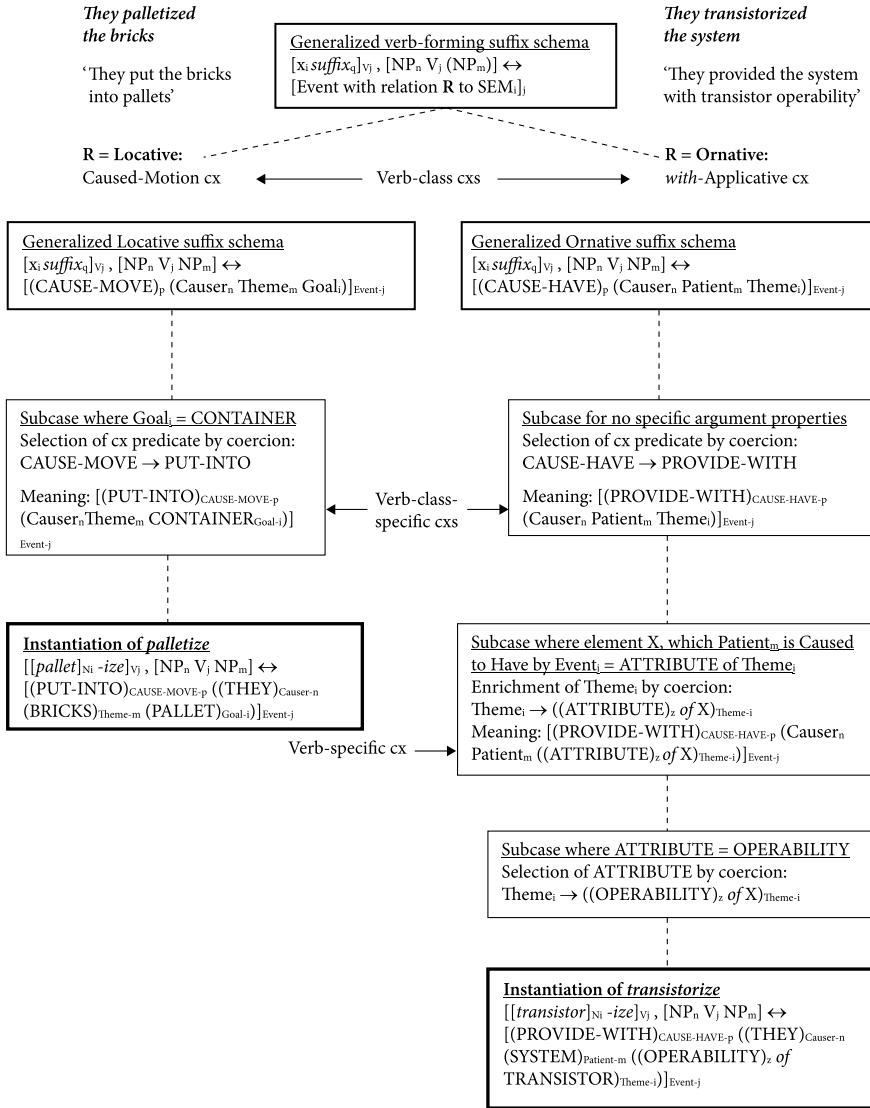 They palletized
the bricks
'They put the bricks
into pallets'
Generalized verb-forming suffix schema
[xi suffixq]Vj , [NPn Vj (NPm)] ↔
[Event with relation R to SEMi]j
They transistorized
the system
'They provided the system
with transistor operability'
R = Locative:
Caused-Motion cx
Verb-class cxs
R = Ornative:
with-Applicative cx
Generalized Locative suffix schema
[xi suffixq]Vj , [NPn Vj NPm] ↔
[(CAUSE-MOVE)p (Causern Thememm Goali)]Event-j
Generalized Ornative suffix schema
[xi suffixq]Vj , [NPn Vj NPm] ↔
[(CAUSE-HAVE)p (Causern Patientm Themei)]Event-j
Subcase where Goali = CONTAINER
Selection of cx predicate by coercion:
CAUSE-MOVE → PUT-INTO
Meaning: [(PUT-INTO)CAUSE-MOVE-p
(CausernThemem CONTAINERGoal-i)]
Event-j
Verb-class-
specific cxs
Subcase for no specific argument properties
Selection of cx predicate by coercion:
CAUSE-HAVE → PROVIDE-WITH
Meaning: [(PROVIDE-WITH)CAUSE-HAVE-p
(Causern Patientm Themei)]Event-j
Instantiation of palletize
[[pallet]Ni -ize]Vj , [NPn Vj NPm] ↔
[(PUT-INTO)CAUSE-MOVE-p ((THEY)Causer-n
(BRICKS)Theme-m (PALLET)Goal-i)]Event-j
Verb-specific cx
Subcase where element X, which Patientm is Caused
to Have by Eventj = ATTRIBUTE of Themei
Enrichment of Themei by coercion:
Themei → ((ATTRIBUTE)z of X)Theme-i
Meaning: [(PROVIDE-WITH)CAUSE-HAVE-p (Causern
Patientm ((ATTRIBUTE)z of X)Theme-i)]Event-j
Subcase where ATTRIBUTE = OPERABILITY
Selection of ATTRIBUTE by coercion:
Themei → ((OPERABILITY)z of X)Theme-i
Instantiation of transistorize
[[transistor]Ni -ize]Vj , [NPn Vj NPm] ↔
[(PROVIDE-WITH)CAUSE-HAVE-p ((THEY)Causer-n
(SYSTEM)Patient-m ((OPERABILITY)z of
TRANSISTOR)Theme-i)]Event-j